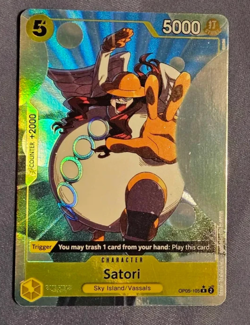 5
5000
COUNTER +2000
Trigger You may trash 1 card from your hand: Play this card.
CHARACTER
Satori
Sky Island/Vassals